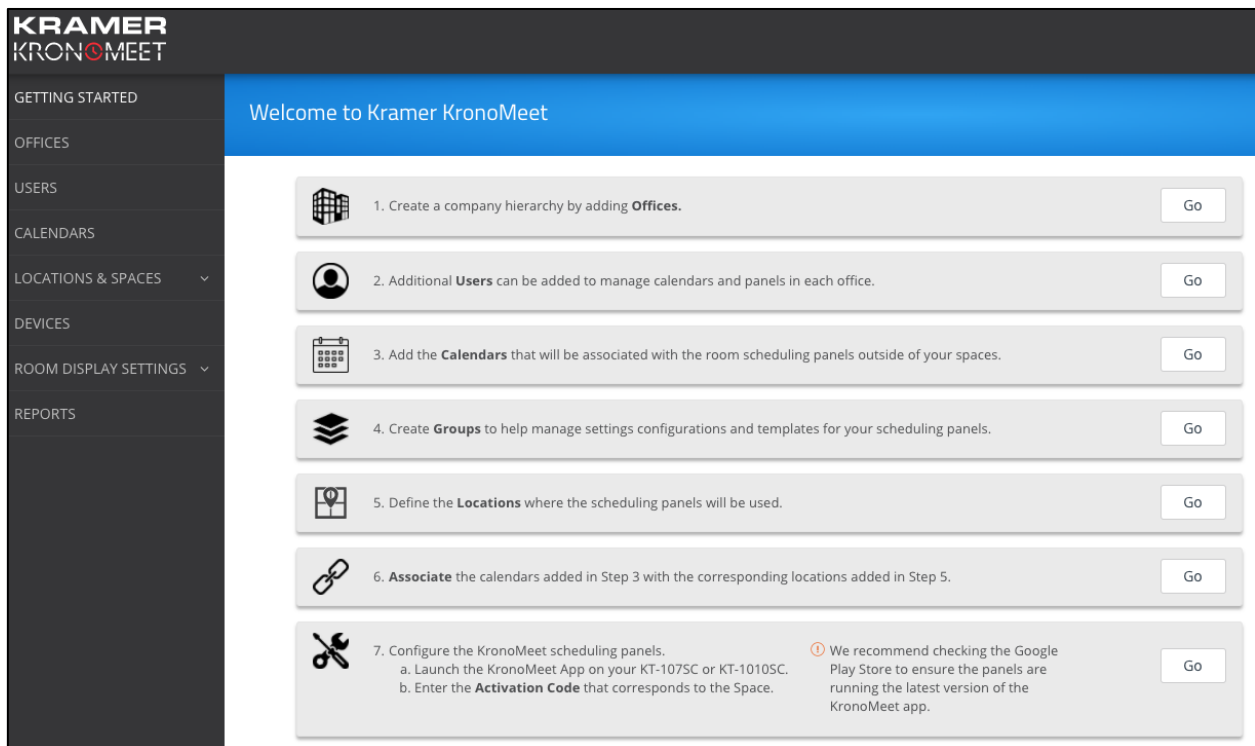 KRAMER
KRONOMEET
GETTING STARTED
OFFICES
USERS
CALENDARS
LOCATIONS & SPACES
DEVICES
ROOM DISPLAY SETTINGS
REPORTS
Welcome to Kramer KronoMeet
1. Create a company hierarchy by adding Offices.
Go
2. Additional Users can be added to manage calendars and panels in each office.
Go
3. Add the Calendars that will be associated with the room scheduling panels outside of your spaces.
Go
4. Create Groups to help manage settings configurations and templates for your scheduling panels.
Go
5. Define the Locations where the scheduling panels will be used.
Go
6. Associate the calendars added in Step 3 with the corresponding locations added in Step 5.
Go
7. Configure the KronoMeet scheduling panels.
a. Launch the KronoMeet App on your KT-107SC or KT-1010SC.
b. Enter the Activation Code that corresponds to the Space.
We recommend checking the Google
Play Store to ensure the panels are
running the latest version of the
KronoMeet app.
Go